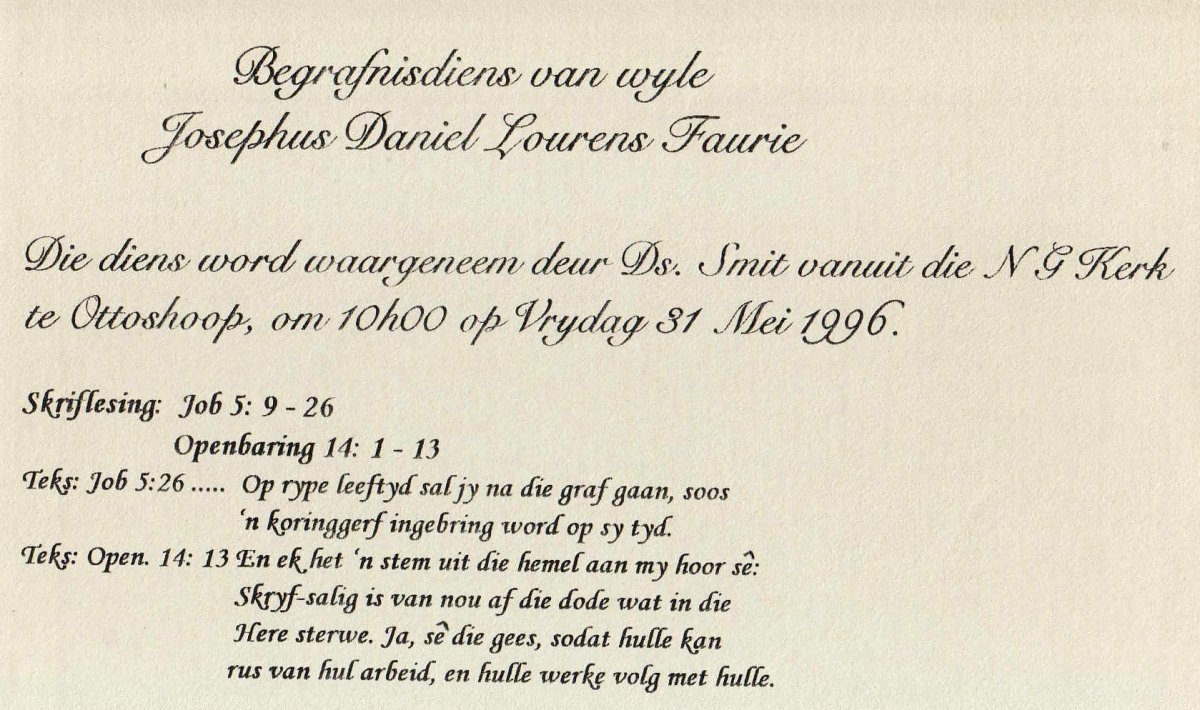 Begrafnisdiens van wyle
Josephus Daniel Lourens Faurie
Die diens word waargeneem deur Ds. Smit vanuit die N G Kerk
te Ottoshoop, om 10h00 op Vrydag 31 Mei 1996.
Skriflesing: Job 5: 9 - 26
Openbaring 14: 1 - 13
Teks: Job 5:26 ..... Op rype leeftyd sal jy na die graf gaan, soos
‘n koringgerf ingebring word op sy tyd.
Teks: Open. 14: 13 En ek het ‘n stem uit die hemel aan my hoor sê:
Skryf-salig is van nou af die dode wat in die
Here sterwe. Ja, sê die gees, sodat hulle kan
rus van hul arbeid, en hulle werke volg met hulle.